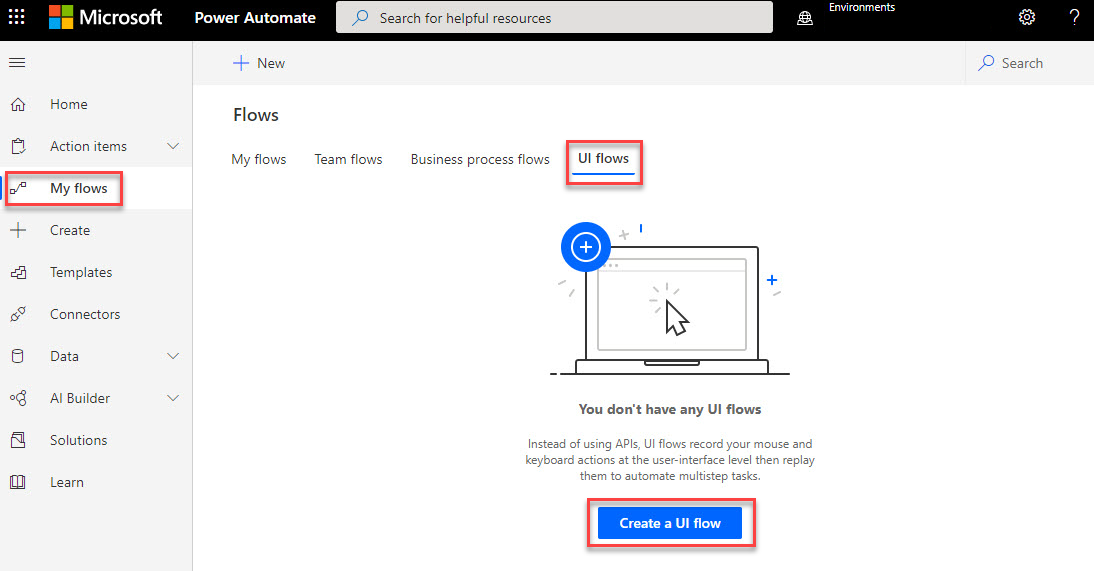 Microsoft Power Automate Search for helpful resources Environments ?
New Search
Home
Action items
My flows
Create
Templates
Connectors
Data
AI Builder
Solutions
Learn
Flows
My flows Team flows Business process flows UI flows
You don't have any UI flows
Instead of using APIs, UI flows record your mouse and
keyboard actions at the user-interface level then replay
them to automate multistep tasks.
Create a UI flow